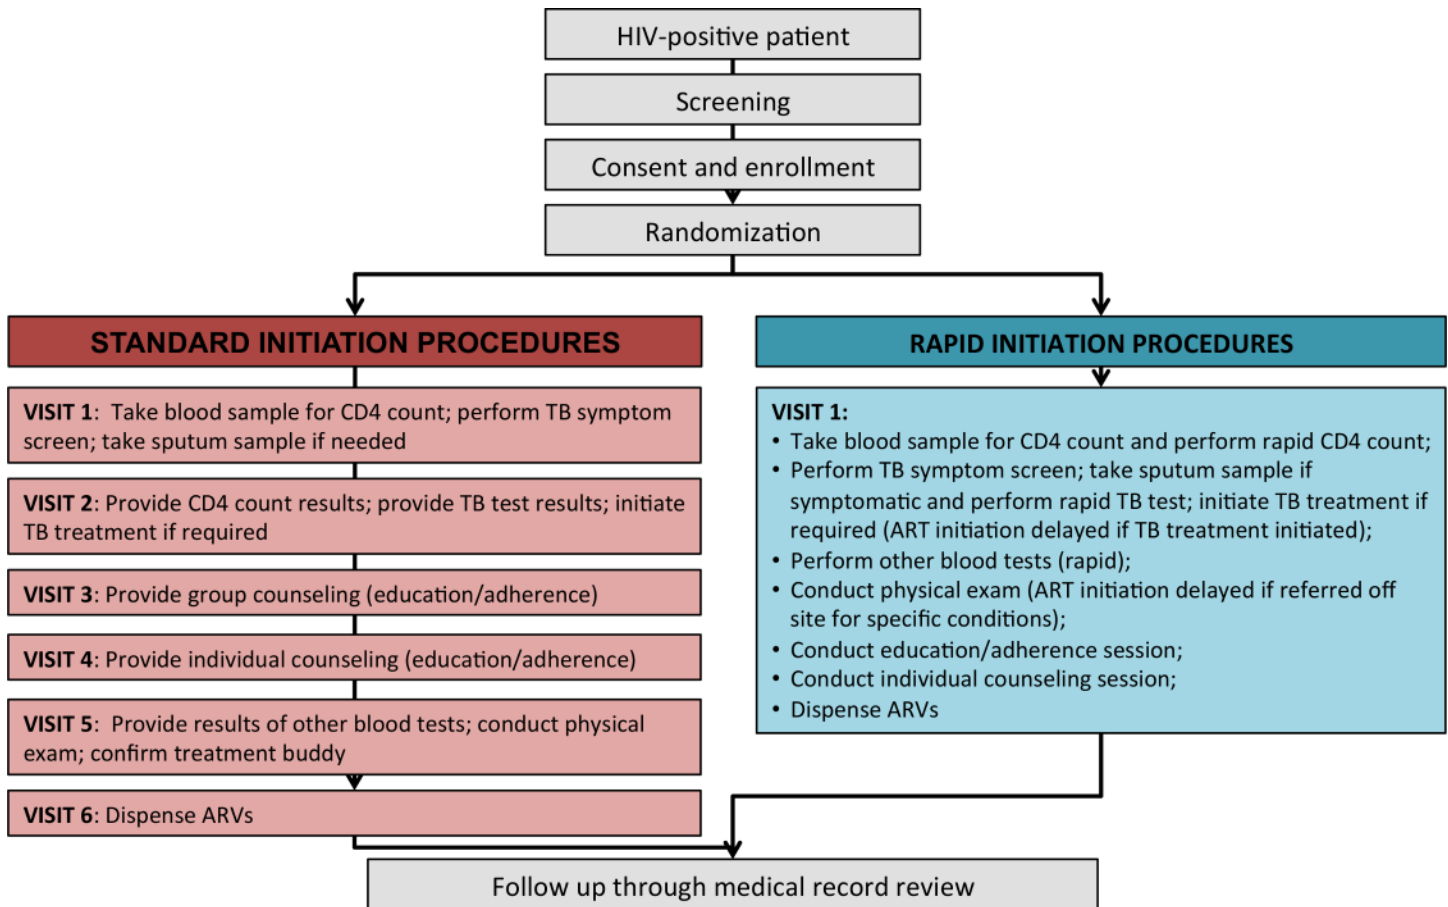 HIV-positive patient
Screening
Consent and enrollment
Randomization
STANDARD INITIATION PROCEDURES
VISIT 1: Take blood sample for CD4 count; perform TB symptom
screen; take sputum sample if needed
VISIT 2: Provide CD4 count results; provide TB test results; initiate
TB treatment if required
VISIT 3: Provide group counseling (education/adherence)
VISIT 4: Provide individual counseling (education/adherence)
VISIT 5: Provide results of other blood tests; conduct physical
exam; confirm treatment buddy
VISIT 6: Dispense ARVs
RAPID INITIATION PROCEDURES
VISIT 1:
• Take blood sample for CD4 count and perform rapid CD4 count;
• Perform TB symptom screen; take sputum sample if
symptomatic and perform rapid TB test; initiate TB treatment if
required (ART initiation delayed if TB treatment initiated);
• Perform other blood tests (rapid);
• Conduct physical exam (ART initiation delayed if referred off
site for specific conditions);
• Conduct education/adherence session;
• Conduct individual counseling session;
• Dispense ARVs
Follow up through medical record review